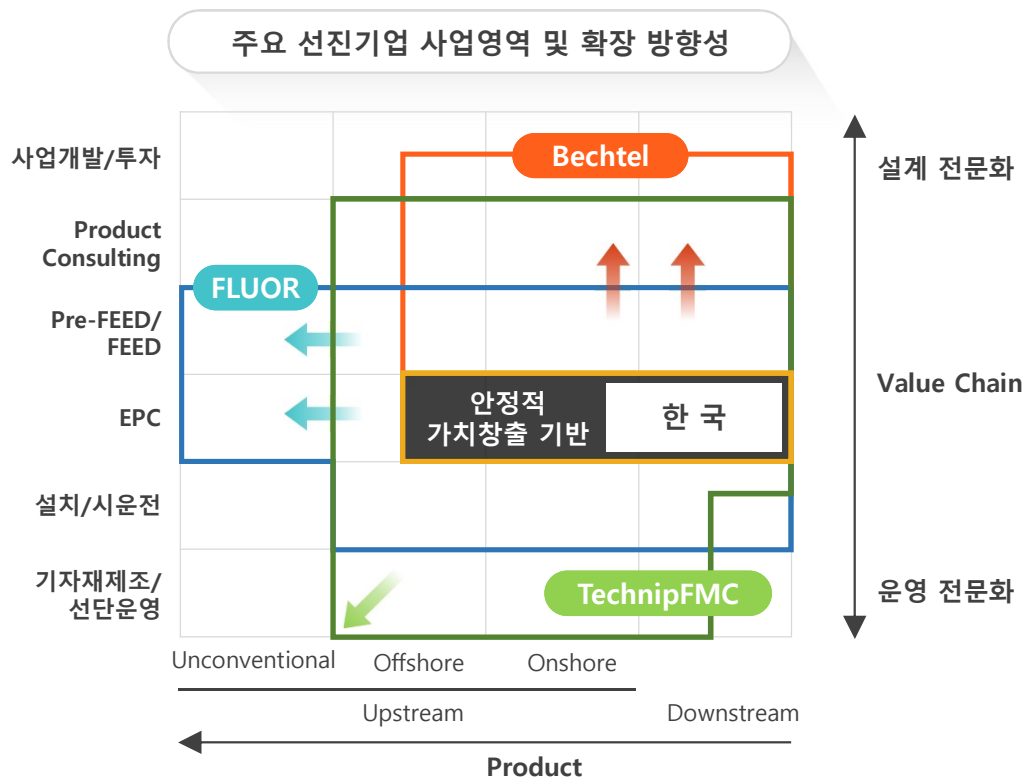 주요 선진기업 사업영역 및 확장 방향성
사업개발/투자
Bechtel
설계 전문화
Product
Consulting
FLUOR
Pre-FEED/
FEED
Value Chain
EPC
안정적
가치창출 기반
한 국
설치/시운전
기자재제조/
선단운영
TechnipFMC
운영 전문화
Unconventional
Offshore
Onshore
Upstream
Downstream
Product